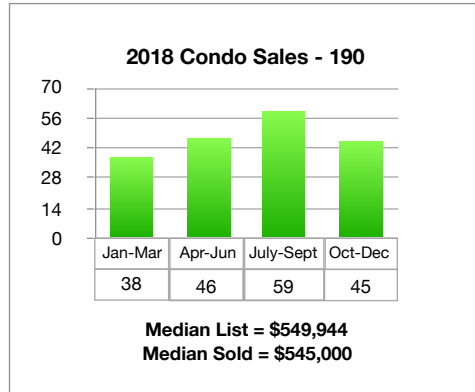 2018 Condo Sales - 190
70
56
42
28
14
0
Jan-Mar Apr-Jun July-Sept Oct-Dec
38 46 59 45
Median List = $549,944
Median Sold = $545,000